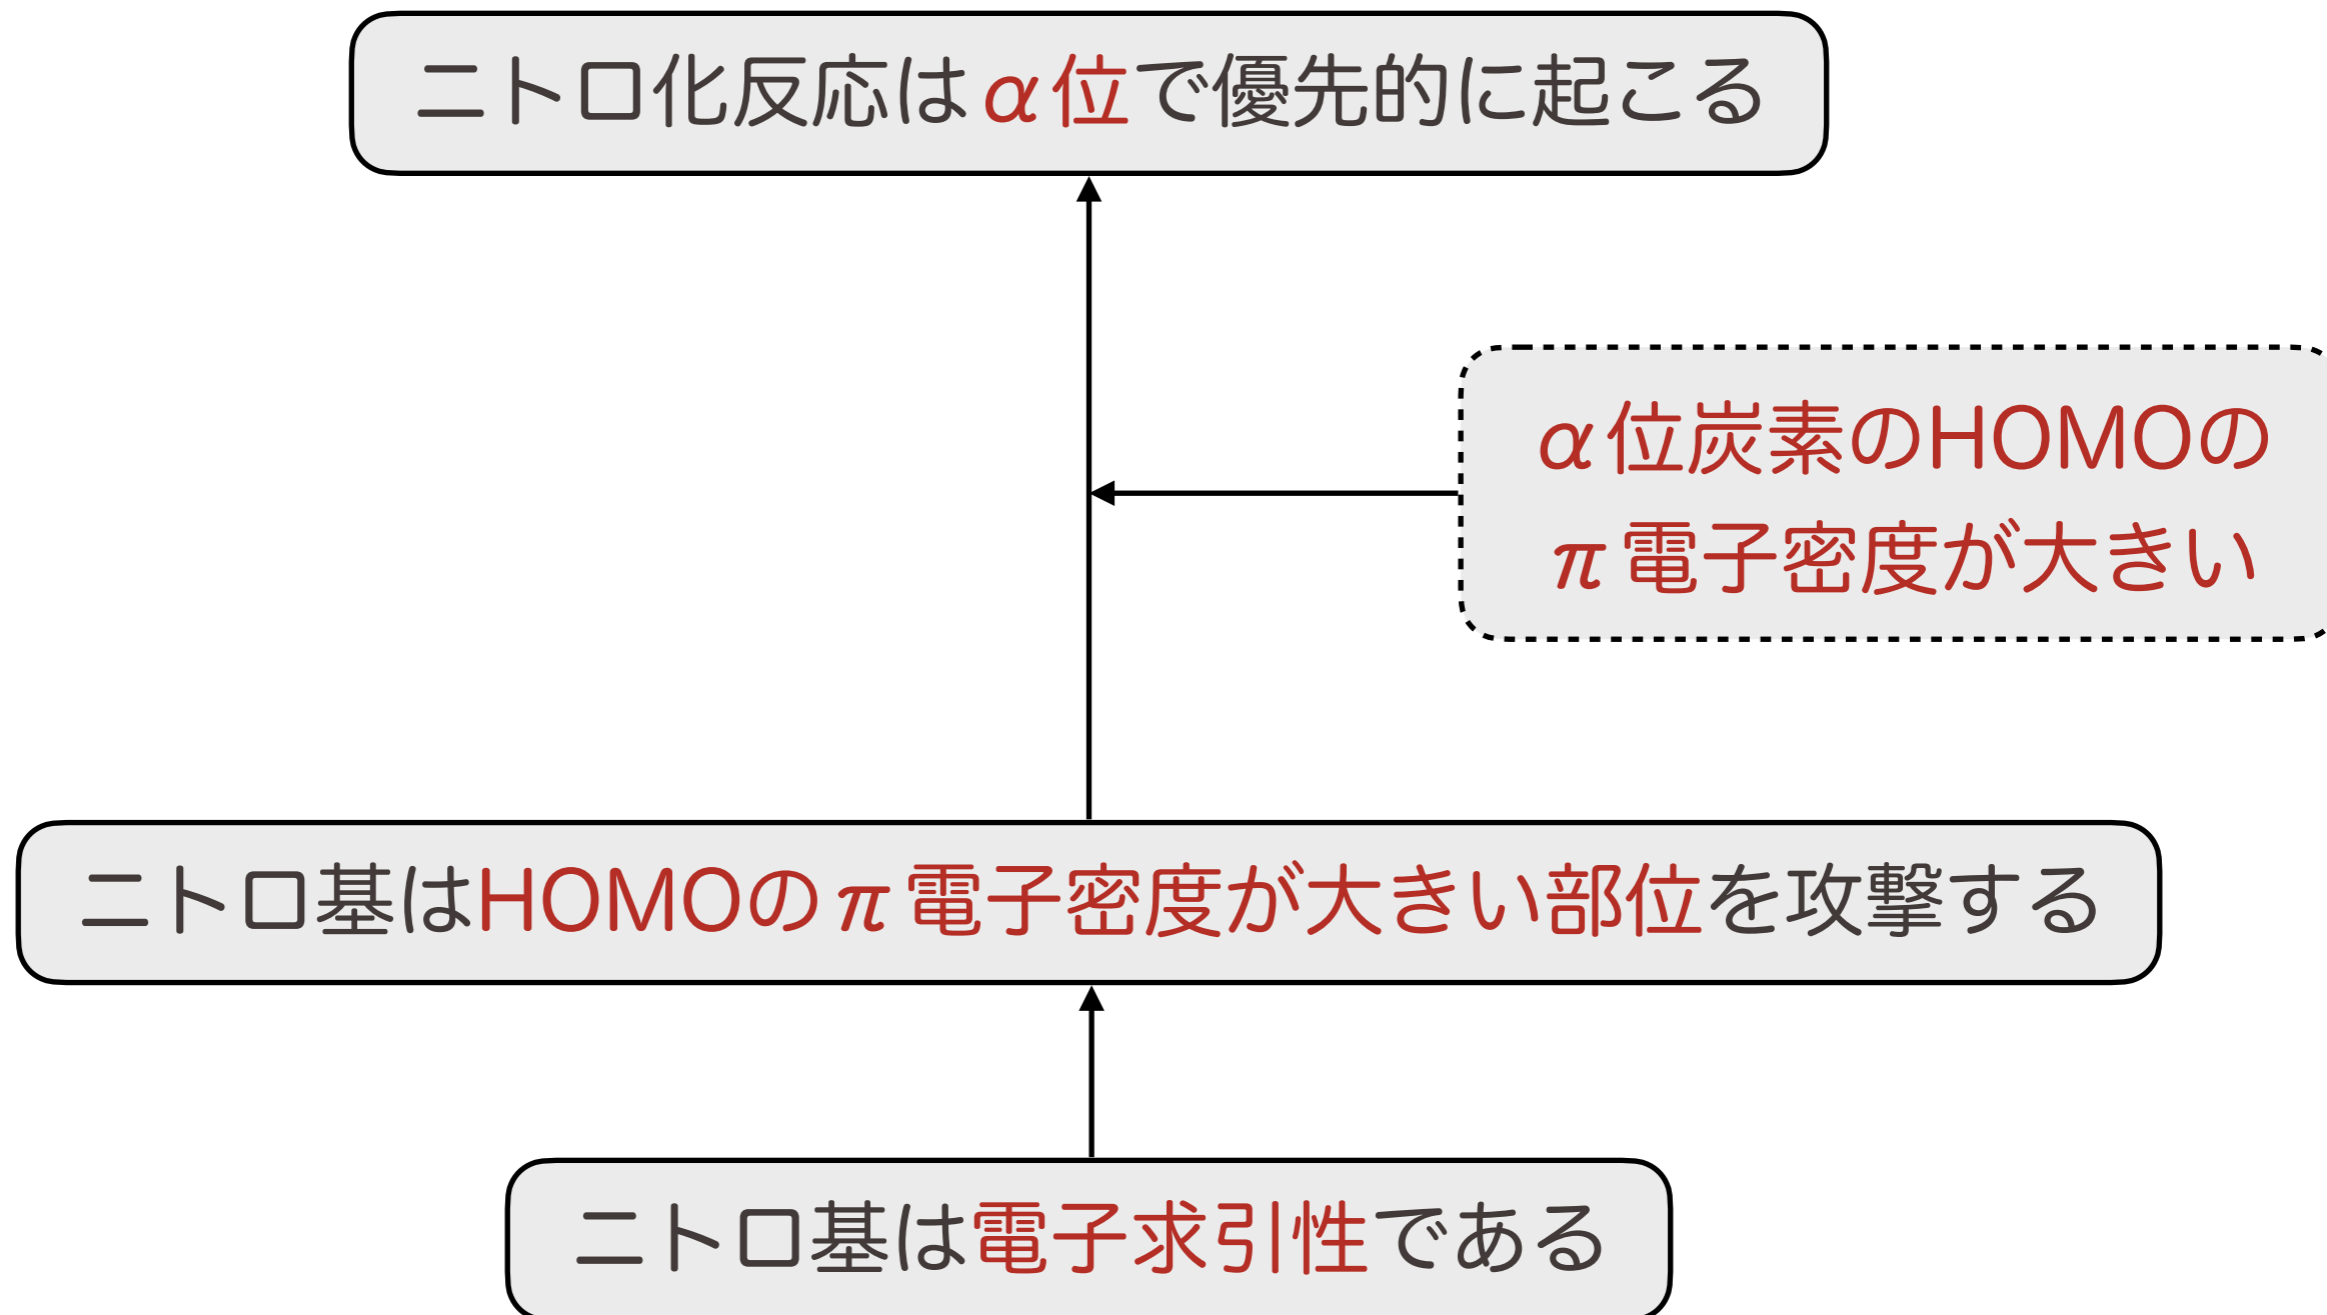 ニトロ化反応はα位で優先的に起こる
α位炭素のHOMOの
π電子密度が大きい
ニトロ基はHOMOのπ電子密度が大きい部位を攻撃する
ニトロ基は電子求引性である